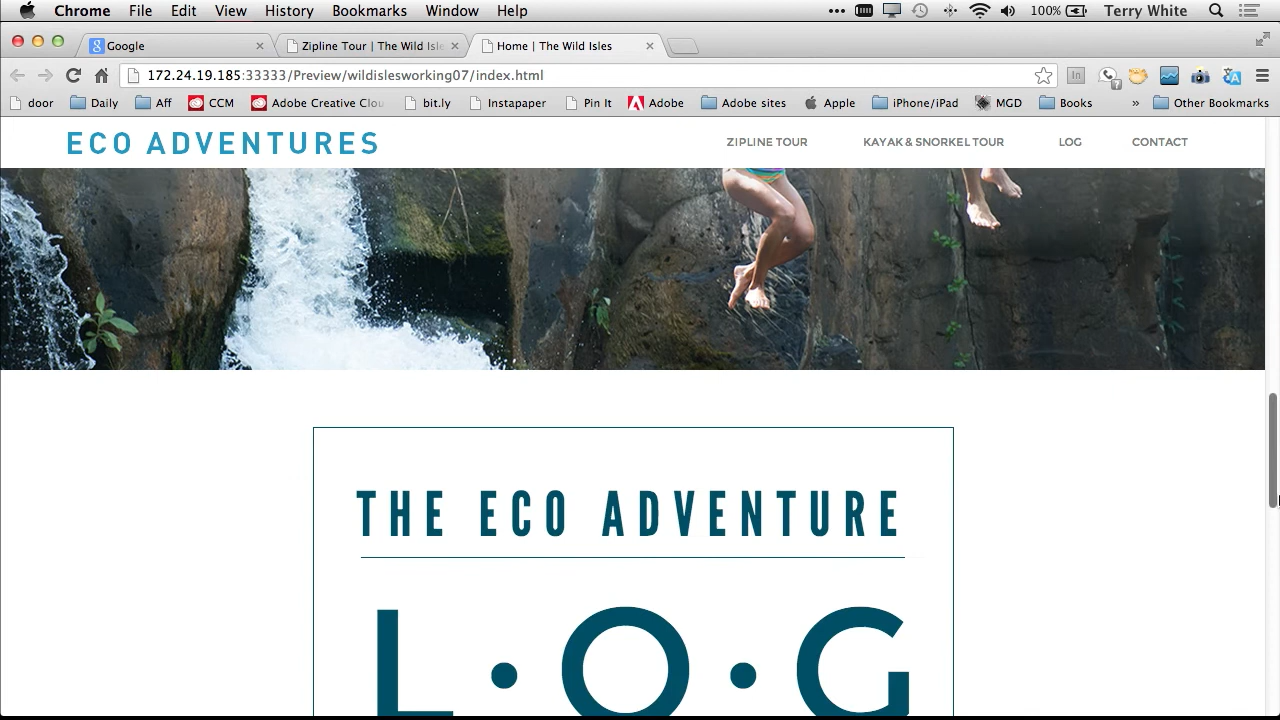 Chrome File Edit View History Bookmarks Window Help 100% Terry White
Google Zipline Tour | The Wild Isle Home | The Wild Isles
172.24.19.185:33333/Preview/wildislesworking07/index.html
door Daily Aff CCM Adobe Creative Clou bit.ly Instapaper Pin It Adobe Adobe sites Apple iPhone/iPad MGD Books » Other Bookmarks
ECO ADVENTURES ZIPLINE TOUR KAYAK & SNORKEL TOUR LOG CONTACT
THE ECO ADVENTURE
L•O•G